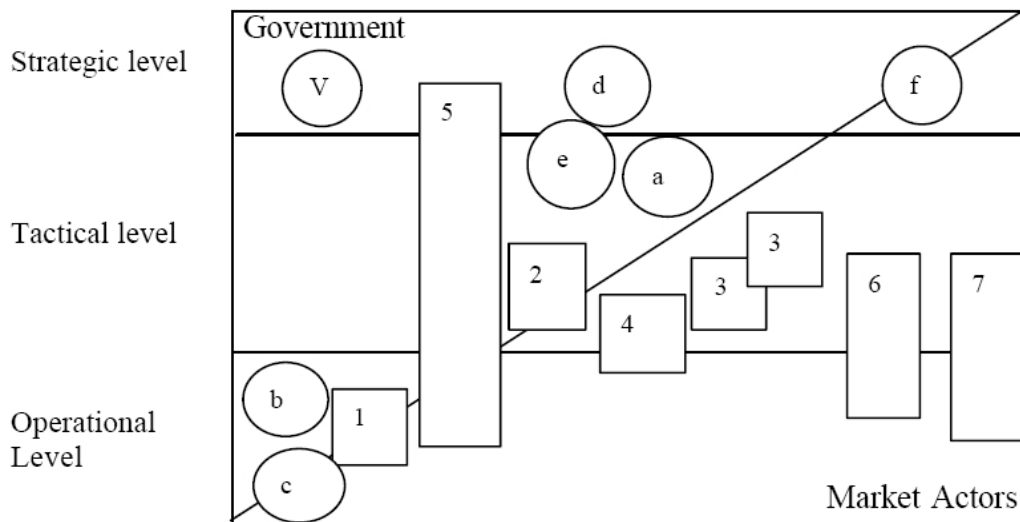 Government
Strategic level
V
d
f
5
e
a
Tactical level
3
2
3
6
7
4
b
1
Operational
Level
c
Market Actors